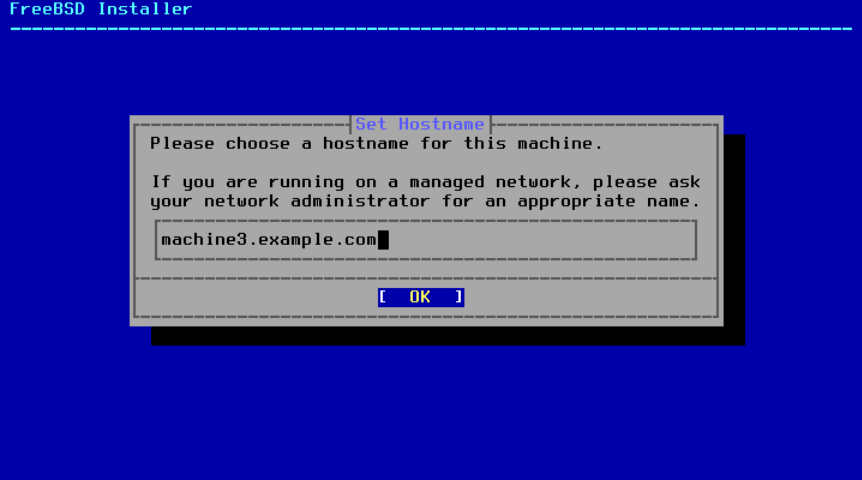 FreeBSD Installer
Set Hostname
Please choose a hostname for this machine.
If you are running on a managed network, please ask
your network administrator for an appropriate name.
machine3.example.com
[ OK ]